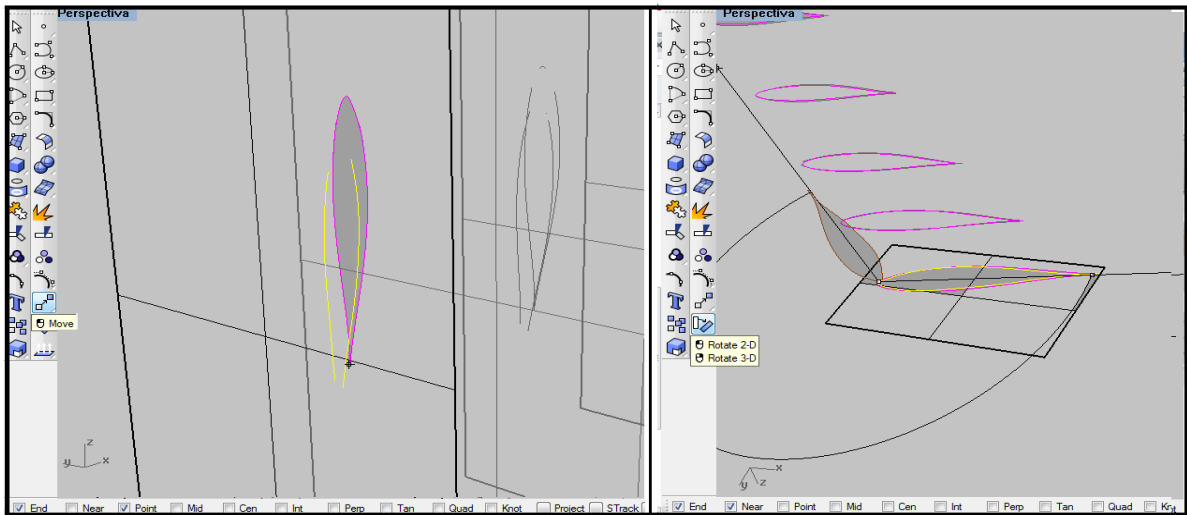 Perspectiva
Move
z
y
x
End Near Point Mid Cen Int Perp Tan Quad Knot Project STrack
Perspectiva
Rotate 2-D
Rotate 3-D
y
x
z
End Near Point Mid Cen Int Perp Tan Quad